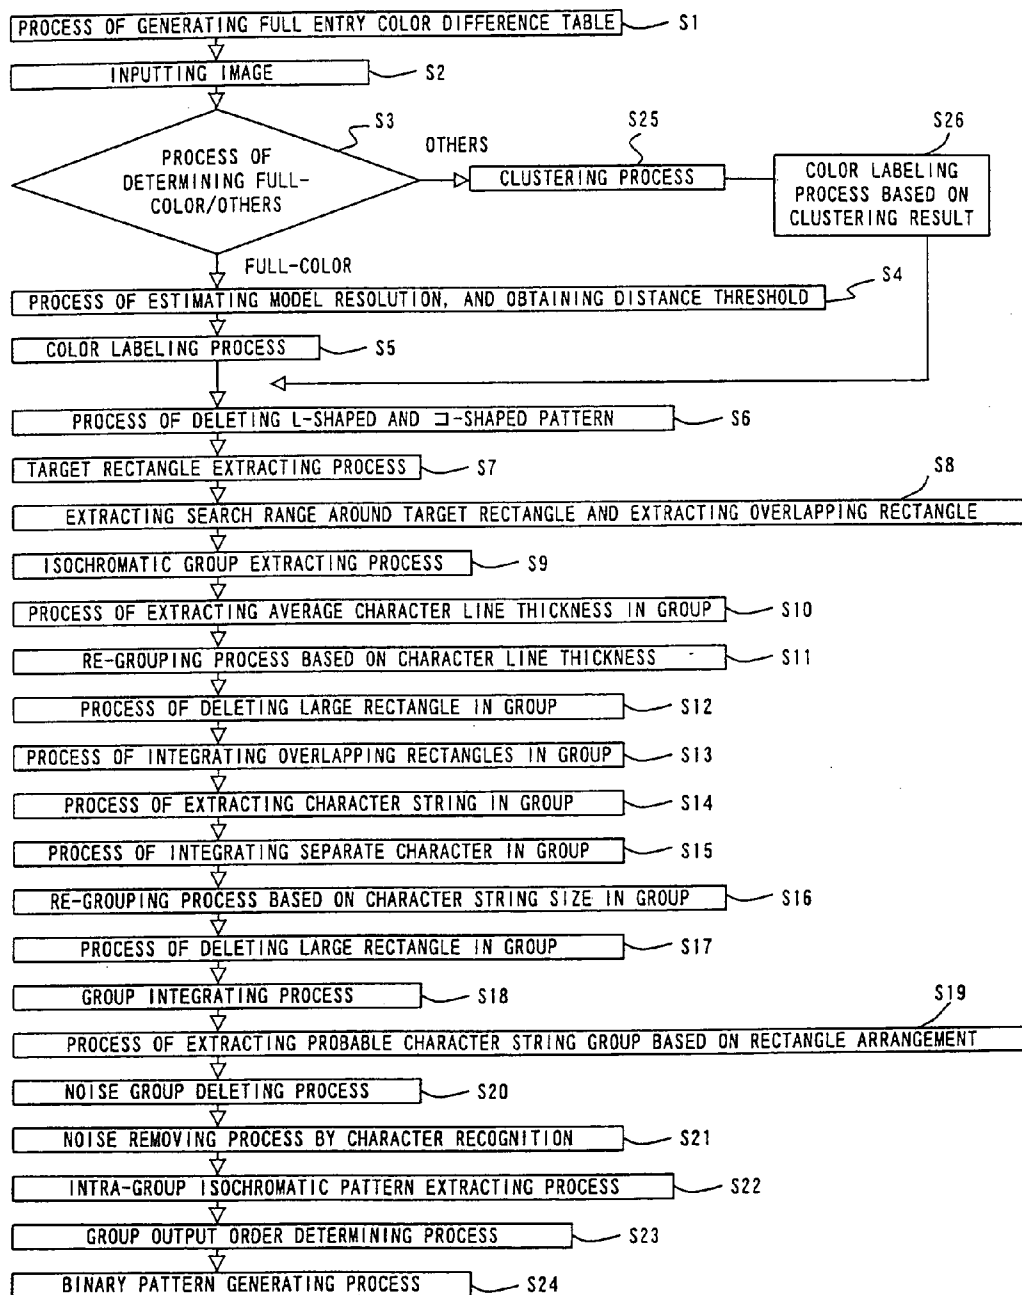 PROCESS OF GENERATING FULL ENTRY COLOR DIFFERENCE TABLE S1
INPUTTING IMAGE S2
S3
PROCESS OF
DETERMINING FULL-
COLOR/OTHERS
OTHERS
S25
CLUSTERING PROCESS
S26
COLOR LABELING
PROCESS BASED ON
CLUSTERING RESULT
FULL-COLOR
S4
PROCESS OF ESTIMATING MODEL RESOLUTION, AND OBTAINING DISTANCE THRESHOLD
COLOR LABELING PROCESS S5
PROCESS OF DELETING L-SHAPED AND コ-SHAPED PATTERN S6
TARGET RECTANGLE EXTRACTING PROCESS S7
S8
EXTRACTING SEARCH RANGE AROUND TARGET RECTANGLE AND EXTRACTING OVERLAPPING RECTANGLE
ISOCHROMATIC GROUP EXTRACTING PROCESS S9
PROCESS OF EXTRACTING AVERAGE CHARACTER LINE THICKNESS IN GROUP S10
RE-GROUPING PROCESS BASED ON CHARACTER LINE THICKNESS S11
PROCESS OF DELETING LARGE RECTANGLE IN GROUP S12
PROCESS OF INTEGRATING OVERLAPPING RECTANGLES IN GROUP S13
PROCESS OF EXTRACTING CHARACTER STRING IN GROUP S14
PROCESS OF INTEGRATING SEPARATE CHARACTER IN GROUP S15
RE-GROUPING PROCESS BASED ON CHARACTER STRING SIZE IN GROUP S16
PROCESS OF DELETING LARGE RECTANGLE IN GROUP S17
GROUP INTEGRATING PROCESS S18
S19
PROCESS OF EXTRACTING PROBABLE CHARACTER STRING GROUP BASED ON RECTANGLE ARRANGEMENT
NOISE GROUP DELETING PROCESS S20
NOISE REMOVING PROCESS BY CHARACTER RECOGNITION S21
INTRA-GROUP ISOCHROMATIC PATTERN EXTRACTING PROCESS S22
GROUP OUTPUT ORDER DETERMINING PROCESS S23
BINARY PATTERN GENERATING PROCESS S24